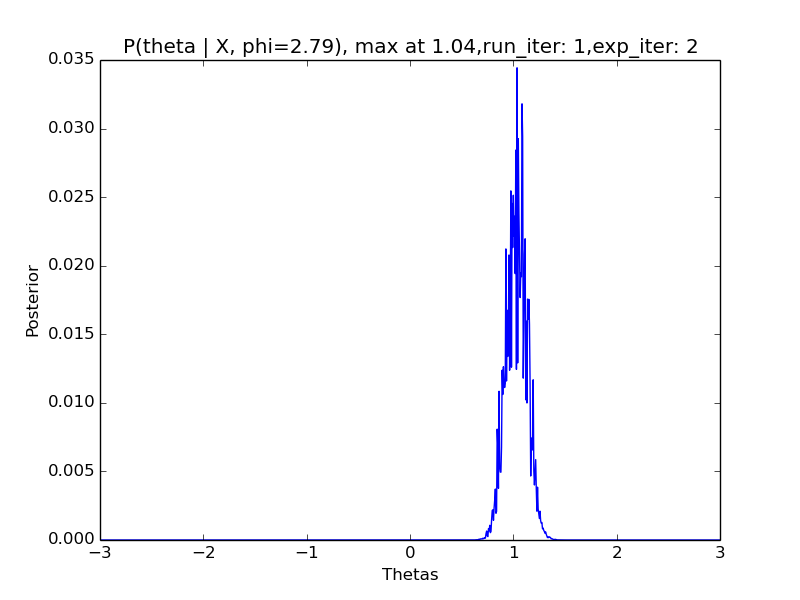 P(theta | X, phi=2.79), max at 1.04,run_iter: 1,exp_iter: 2
0.035
0.030
0.025
0.020
0.015
0.010
0.005
0.000
Posterior
−3 −2 −1 0 1 2 3
Thetas